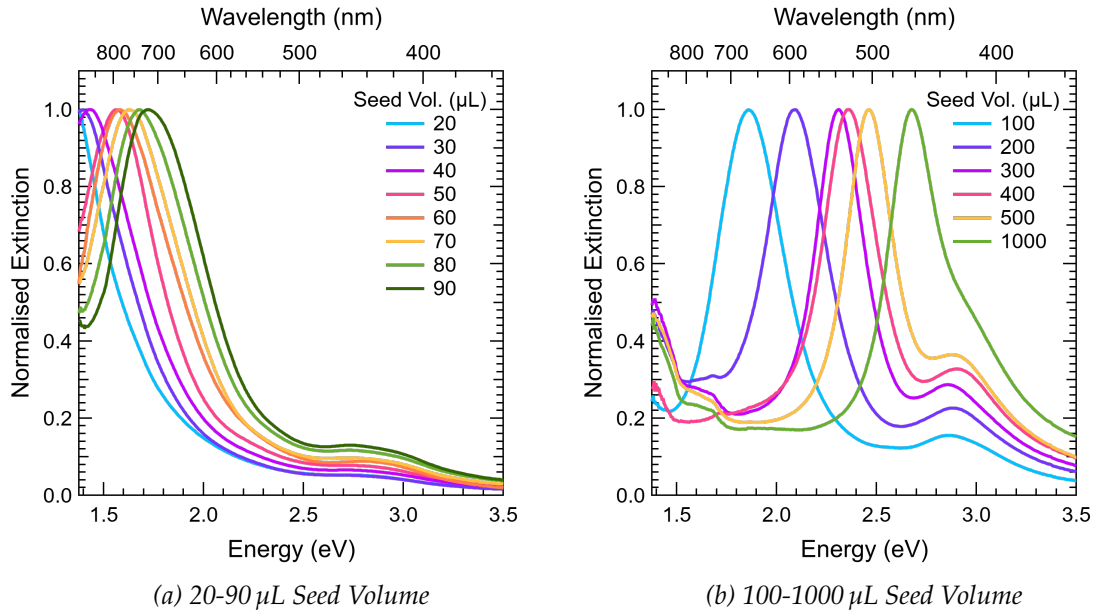 Wavelength (nm)
800 700 600 500 400
1.0
0.8
0.6
0.4
0.2
0.0
Normalised Extinction
Seed Vol. (µL)
20
30
40
50
60
70
80
90
1.5 2.0 2.5 3.0 3.5
Energy (eV)
(a) 20-90 µL Seed Volume
Wavelength (nm)
800 700 600 500 400
1.0
0.8
0.6
0.4
0.2
0.0
Normalised Extinction
Seed Vol. (µL)
100
200
300
400
500
1000
1.5 2.0 2.5 3.0 3.5
Energy (eV)
(b) 100-1000 µL Seed Volume